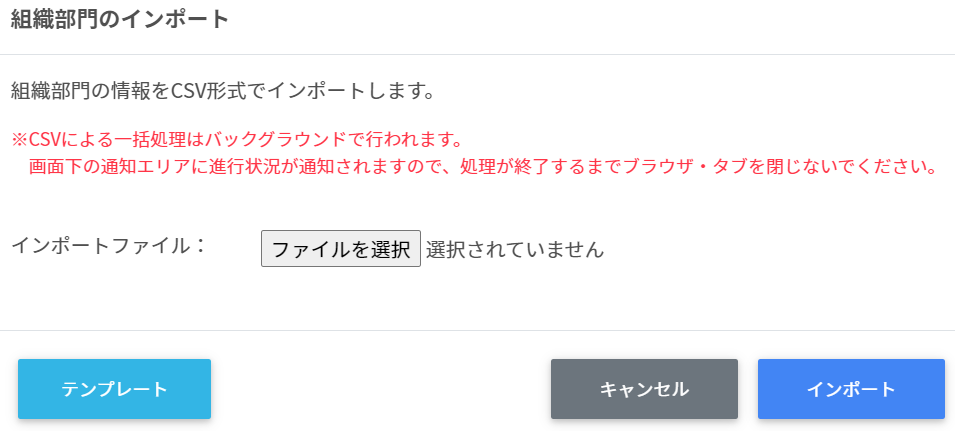 組織部門のインポート
組織部門の情報をCSV形式でインポートします。
※CSVによる一括処理はバックグラウンドで行われます。
画面下の通知エリアに進行状況が通知されますので、処理が終了するまでブラウザ・タブを閉じないでください。
インポートファイル： ファイルを選択 選択されていません
テンプレート キャンセル インポート